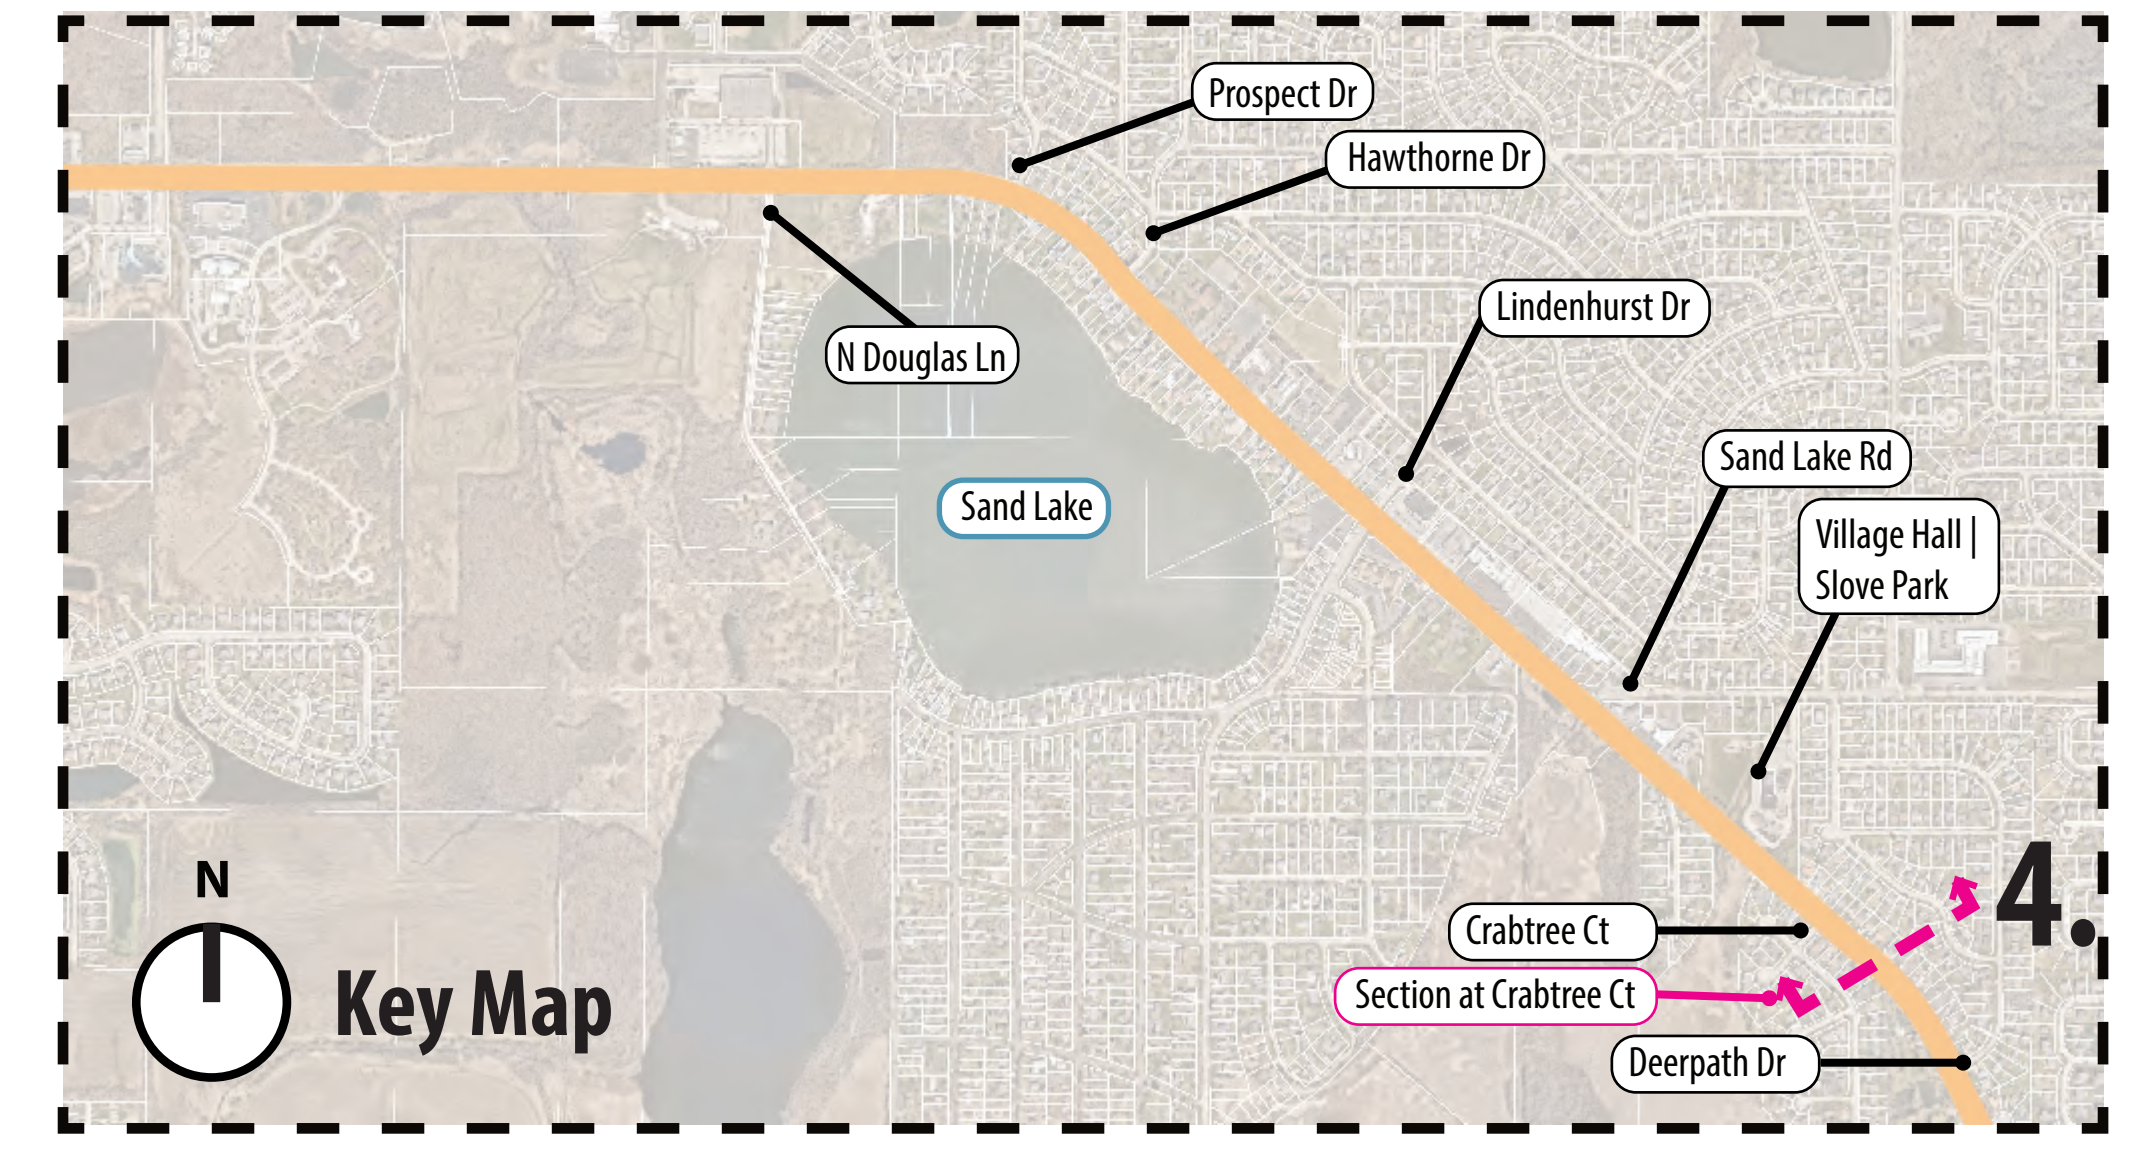 Prospect Dr
Hawthorne Dr
Lindenhurst Dr
N Douglas Ln
Sand Lake Rd
Sand Lake
Village Hall |
Slove Park
N
4.
Crabtree Ct
Key Map
Section at Crabtree Ct
Deerpath Dr